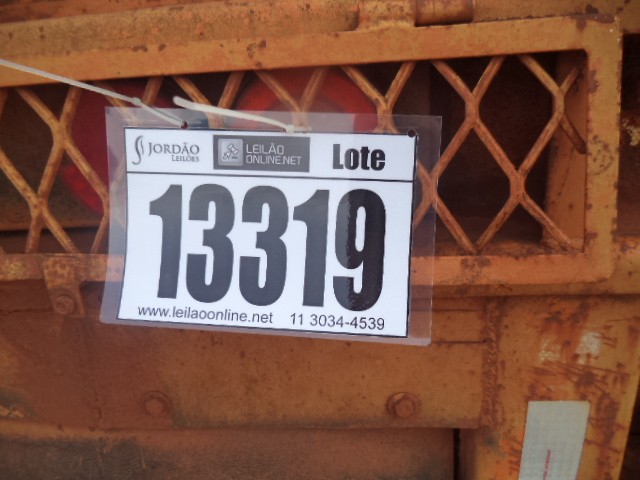 JORDÃO
LEILÕES
LEILÃO
ONLINE.NET
Lote
13319
www.leilaoonline.net 11 3034-4539